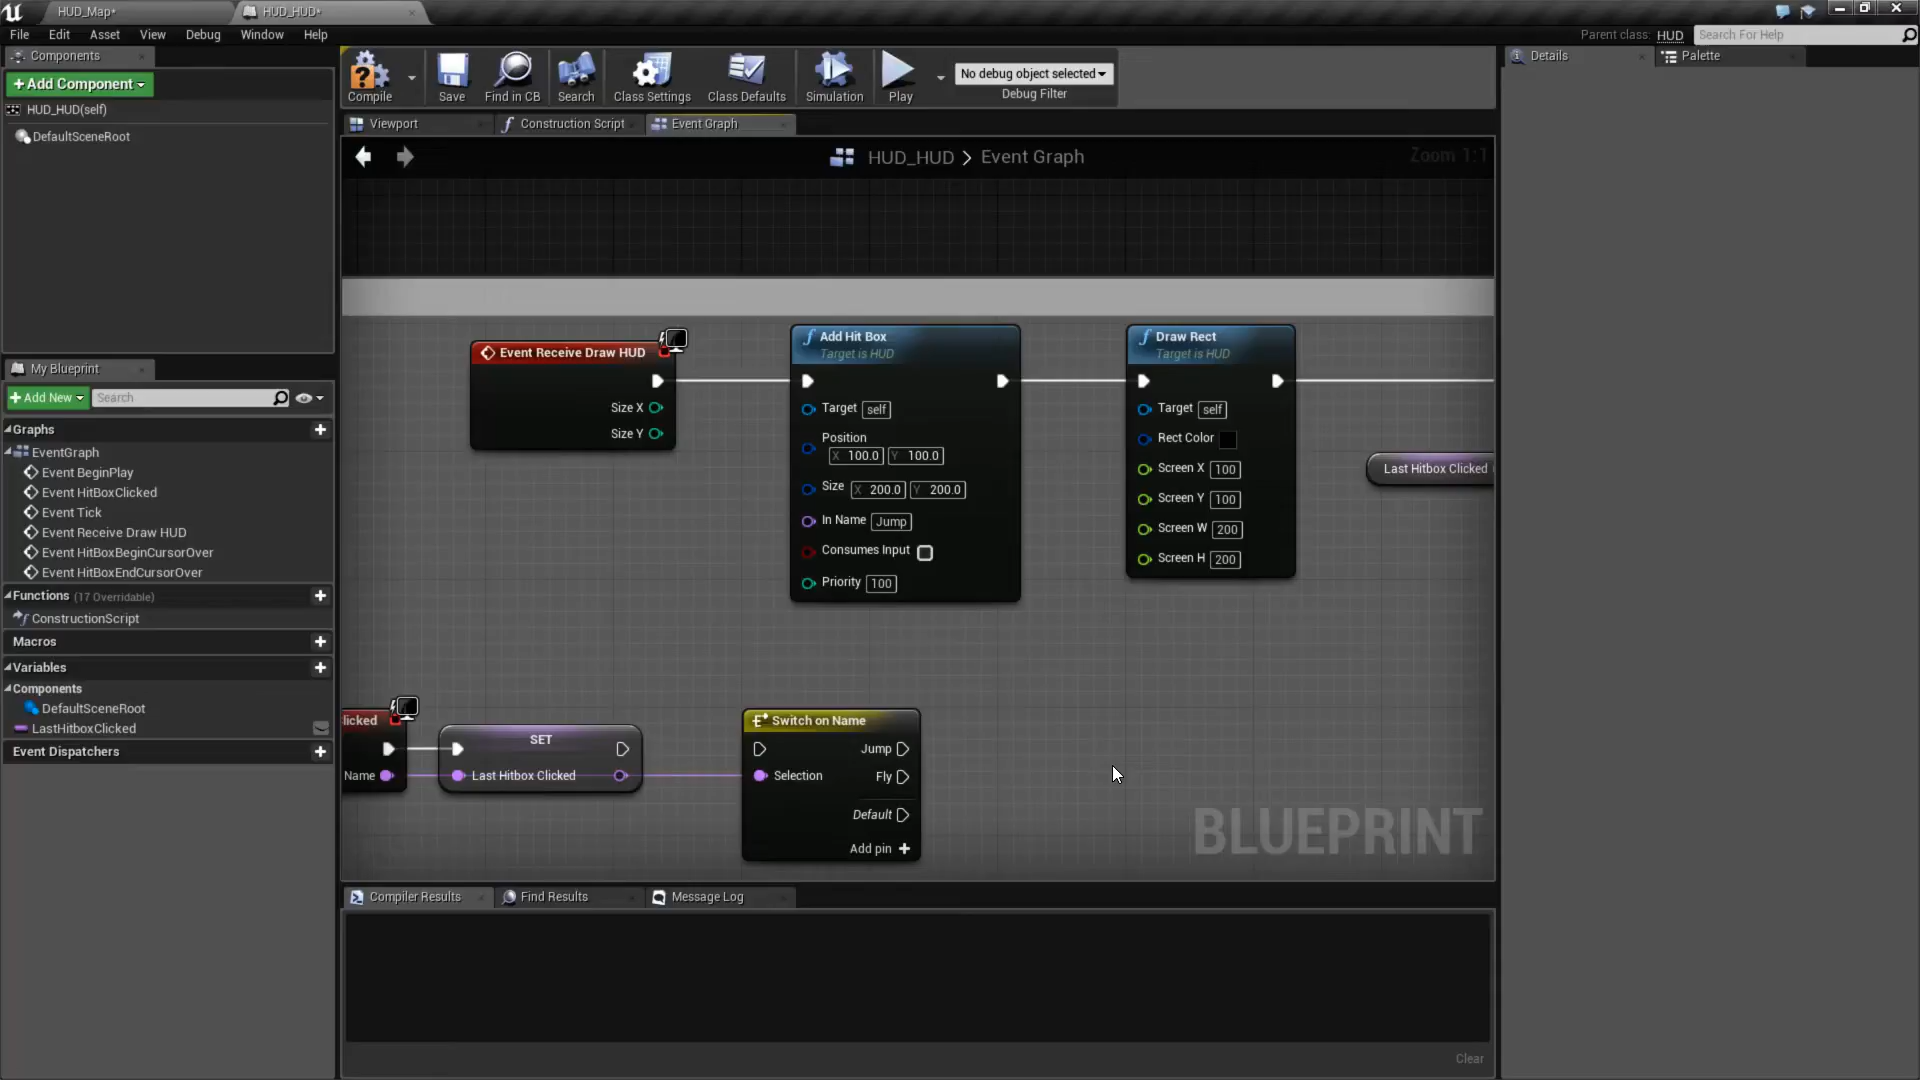 HUD_Map*
HUD_HUD*
File Edit Asset View Debug Window Help
Parent class: HUD
Search For Help
Components
+Add Component
HUD_HUD(self)
DefaultSceneRoot
Compile
Save
Find in CB
Search
Class Settings
Class Defaults
Simulation
Play
No debug object selected
Debug Filter
Details
Palette
Viewport
Construction Script
Event Graph
HUD_HUD > Event Graph
Zoom 1:1
My Blueprint
+Add New
Search
Graphs
EventGraph
Event BeginPlay
Event HitBoxClicked
Event Tick
Event Receive Draw HUD
Event HitBoxBeginCursorOver
Event HitBoxEndCursorOver
Functions (17 Overridable)
ConstructionScript
Macros
Variables
Components
DefaultSceneRoot
LastHitboxClicked
Event Dispatchers
Event Receive Draw HUD
Size X
Size Y
Add Hit Box
Target is HUD
Target self
Position
X 100.0 Y 100.0
Size X 200.0 Y 200.0
In Name Jump
Consumes Input
Priority 100
Draw Rect
Target is HUD
Target self
Rect Color
Screen X 100
Screen Y 100
Screen W 200
Screen H 200
Last Hitbox Clicked
licked
Name
SET
Last Hitbox Clicked
Switch on Name
Jump
Selection Fly
Default
Add pin +
BLUEPRINT
Compiler Results
Find Results
Message Log
Clear